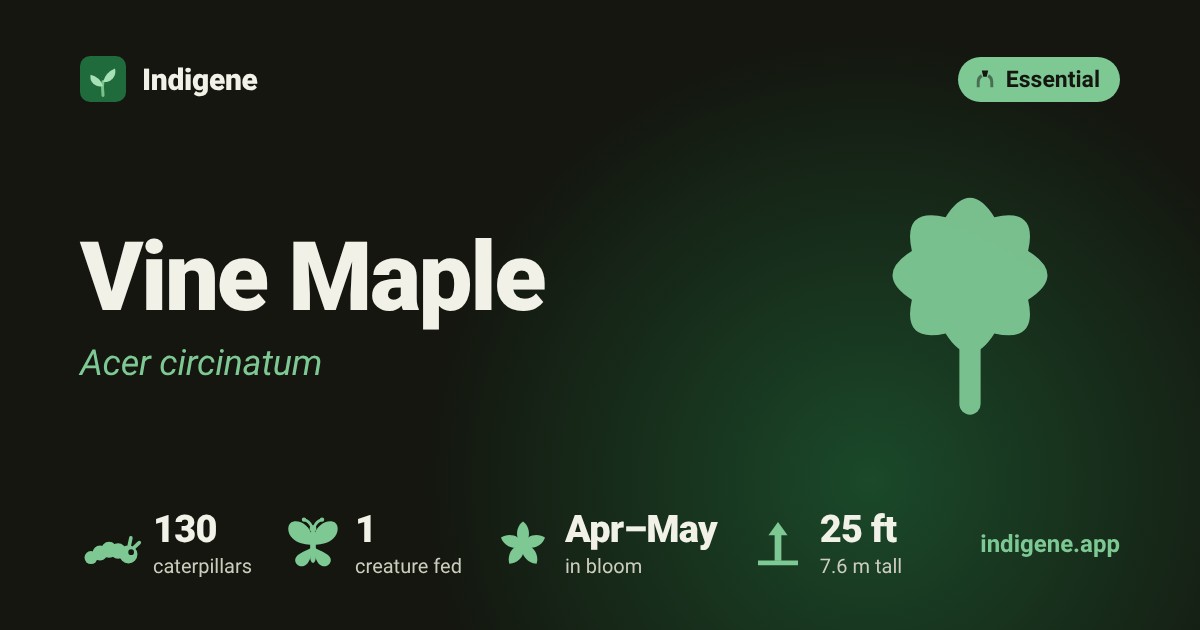 Indigene
Essential
Vine Maple
Acer circinatum
130
caterpillars
1
creature fed
Apr–May
in bloom
25 ft
7.6 m tall
indigene.app